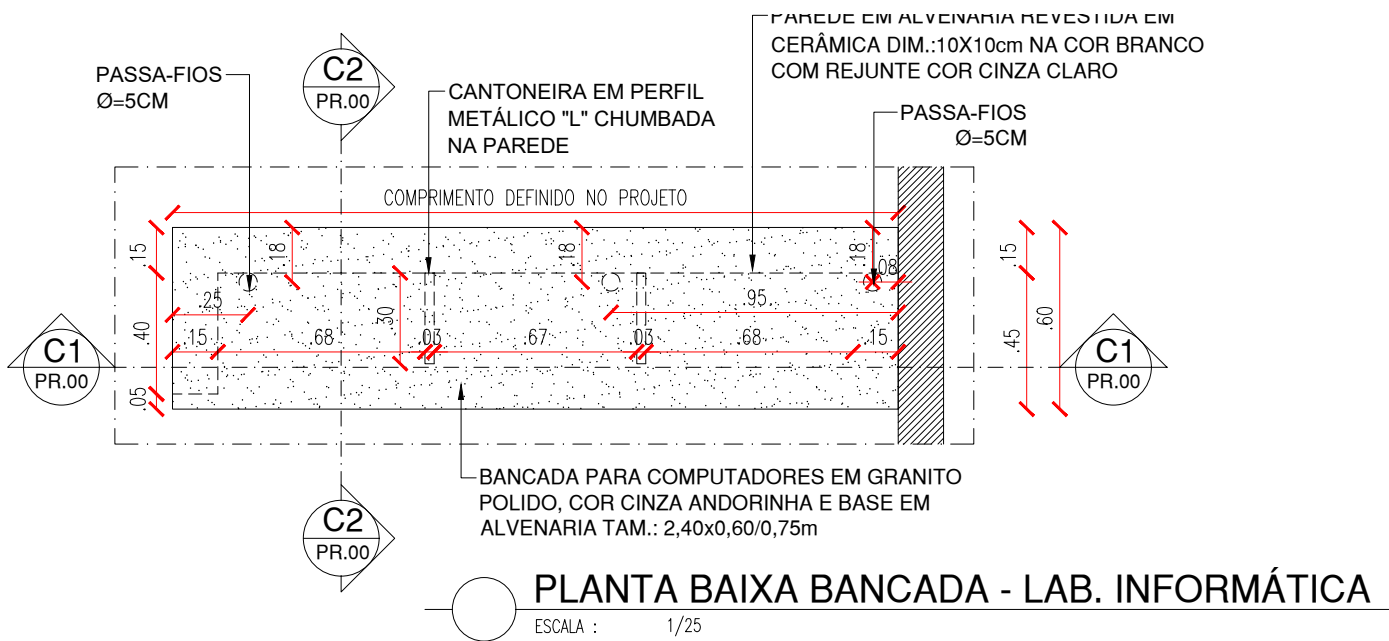 PAREDE EM ALVENARIA REVESTIDA EM
CERÂMICA DIM.:10X10cm NA COR BRANCO
COM REJUNTE COR CINZA CLARO
C2
PR.00
PASSA-FIOS
Ø=5CM
CANTONEIRA EM PERFIL
METÁLICO "L" CHUMBADA
NA PAREDE
PASSA-FIOS
Ø=5CM
COMPRIMENTO DEFINIDO NO PROJETO
.15
.18
.18
.18
.08
.15
.25
.95
.40
.30
.45
.60
.15
.68
.03
.67
.03
.68
.15
C1
PR.00
C1
PR.00
.05
BANCADA PARA COMPUTADORES EM GRANITO
POLIDO, COR CINZA ANDORINHA E BASE EM
ALVENARIA TAM.: 2,40x0,60/0,75m
C2
PR.00
PLANTA BAIXA BANCADA - LAB. INFORMÁTICA
ESCALA : 1/25